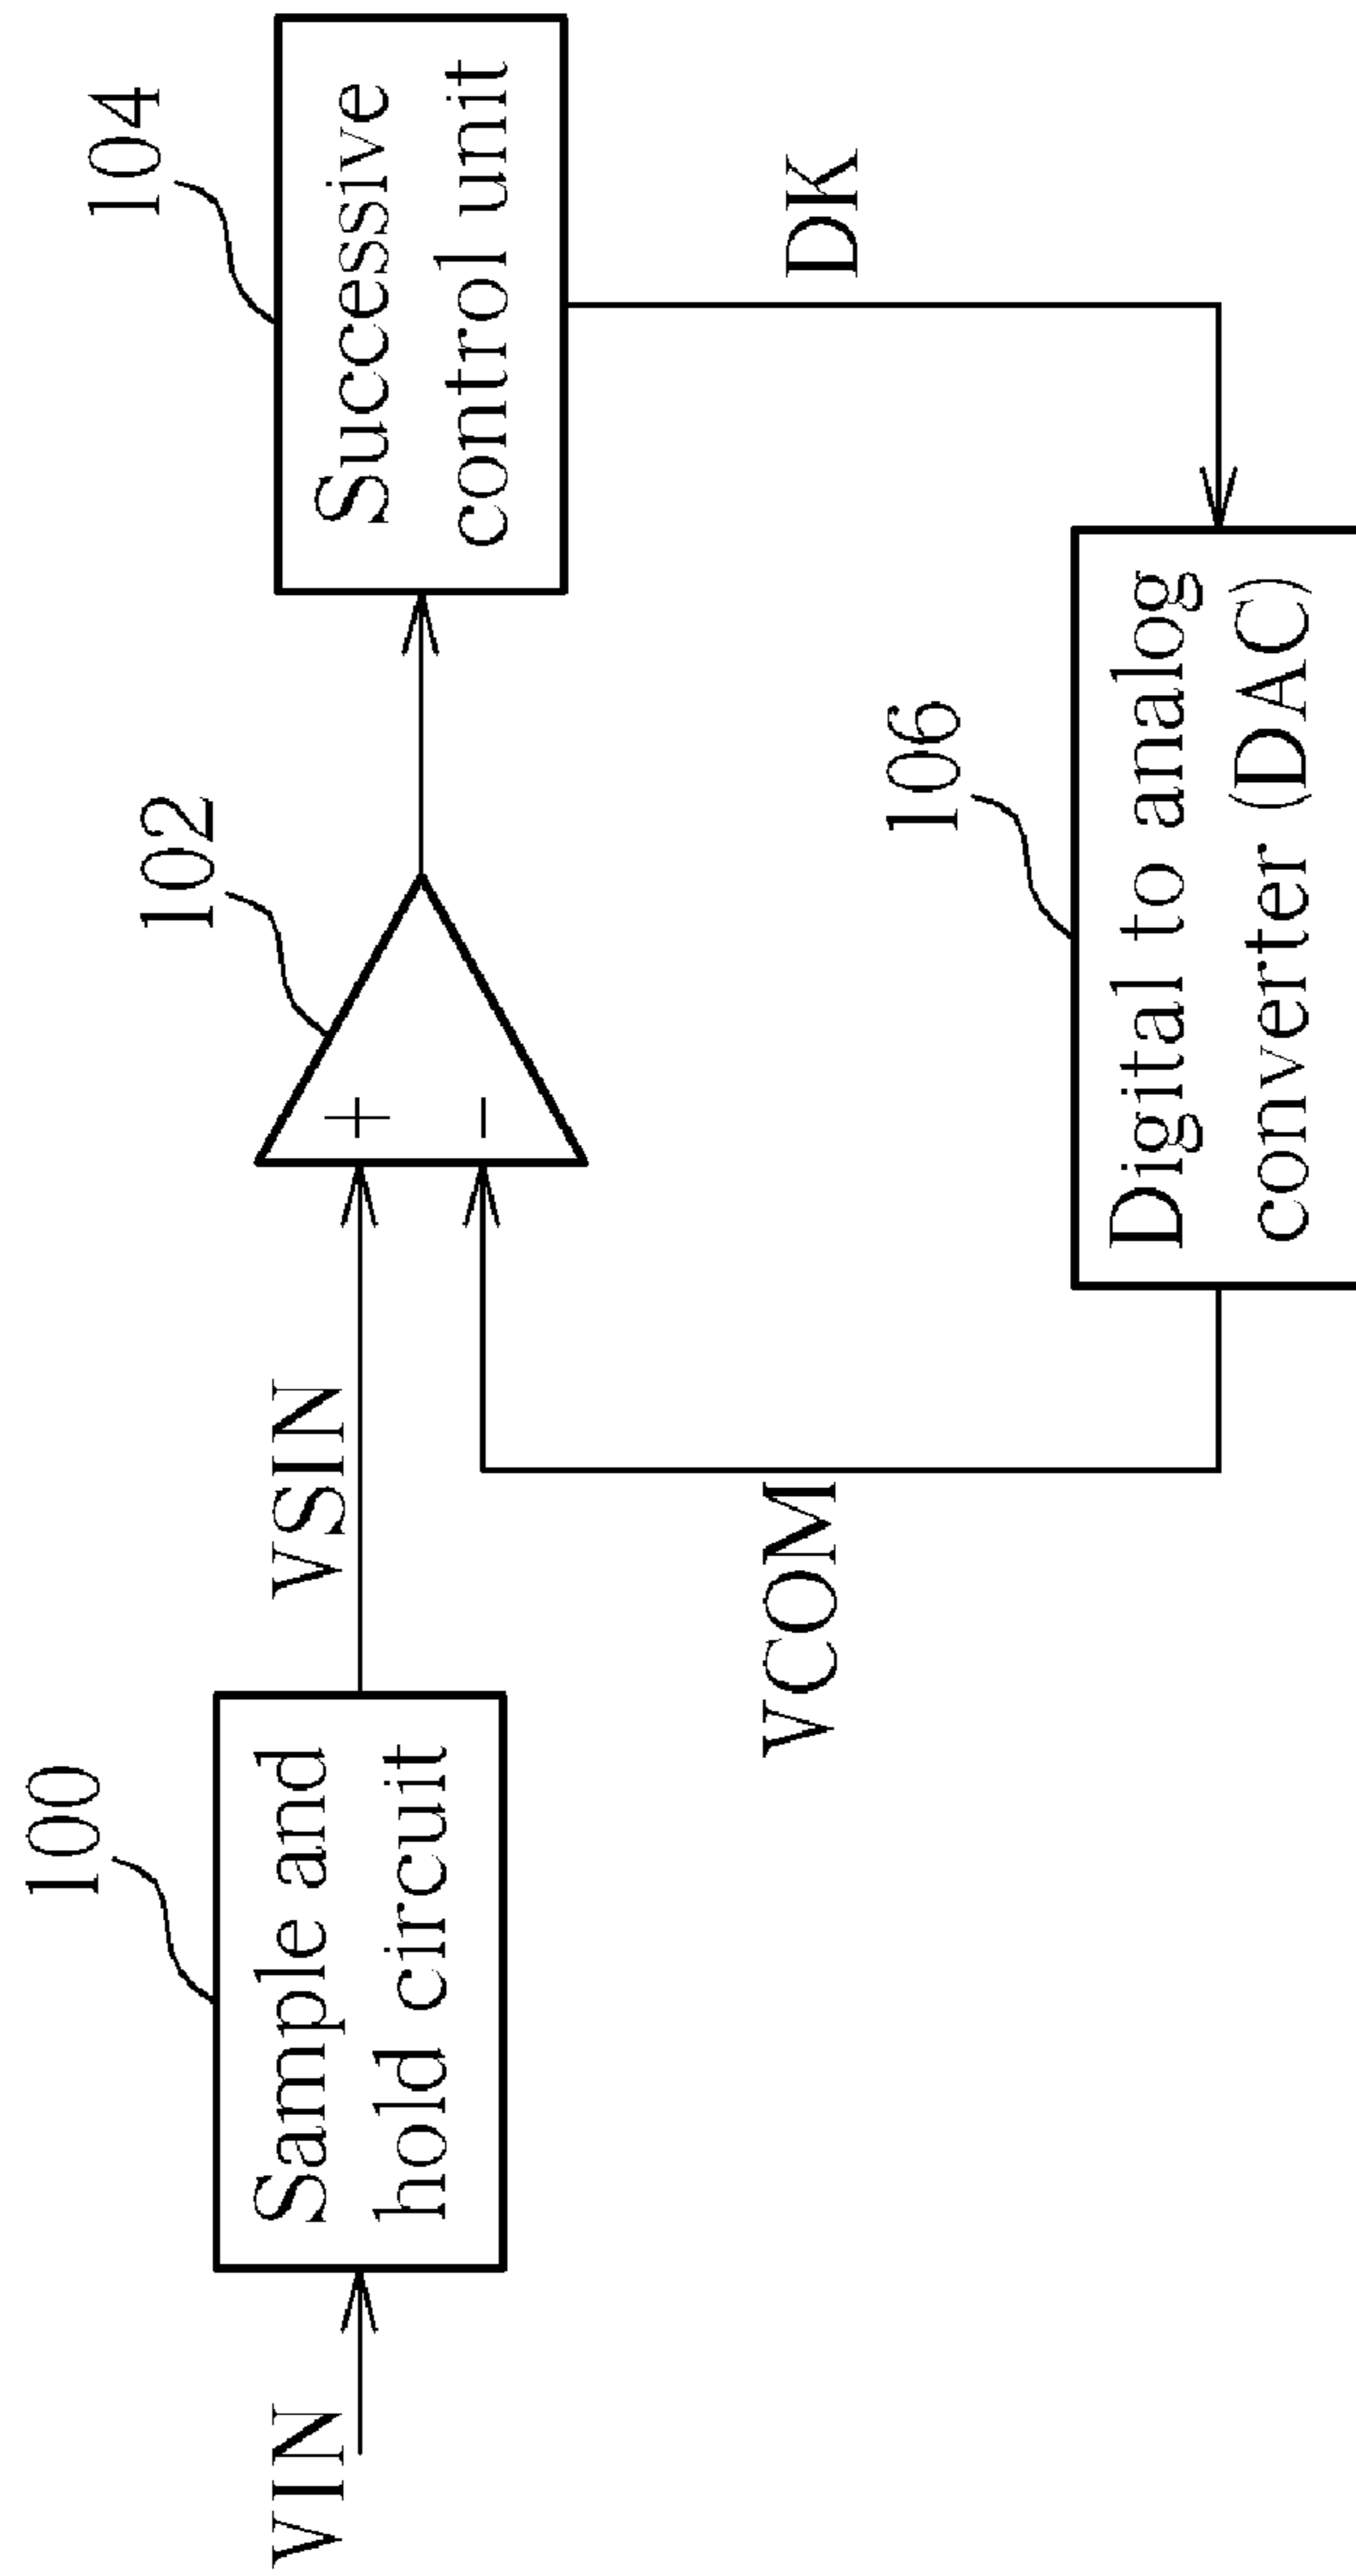 100
102
104
VIN
Sample and
hold circuit
VSIN
+
-
Successive
control unit
VCOM
106
DK
Digital to analog
converter (DAC)